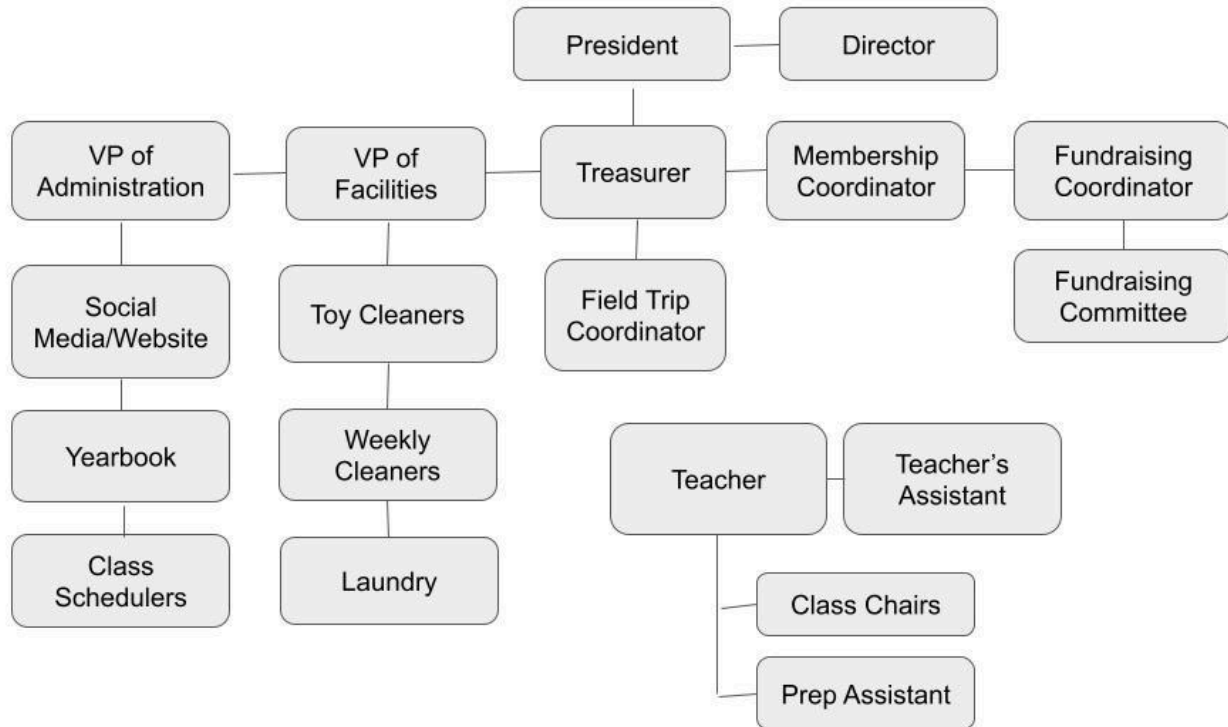 President
Director
VP of
Administration
VP of
Facilities
Treasurer
Membership
Coordinator
Fundraising
Coordinator
Social
Media/Website
Toy Cleaners
Field Trip
Coordinator
Fundraising
Committee
Yearbook
Weekly
Cleaners
Teacher
Teacher’s
Assistant
Class
Schedulers
Laundry
Class Chairs
Prep Assistant